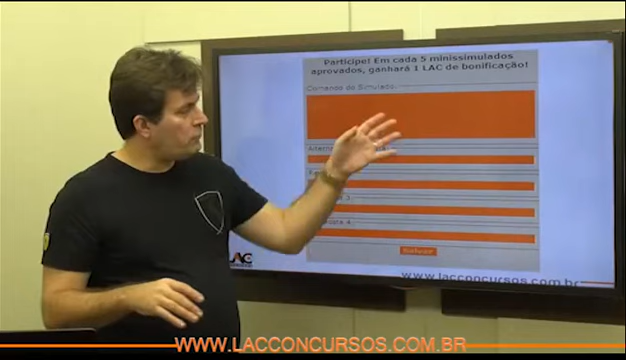 Participe! Em cada 5 minissimulados
aprovados, ganhará 1 LAC de bonificação!
Comando do Simulado
LAC
www.lacconcursos.com.br
WWW.LACCONCURSOS.COM.BR